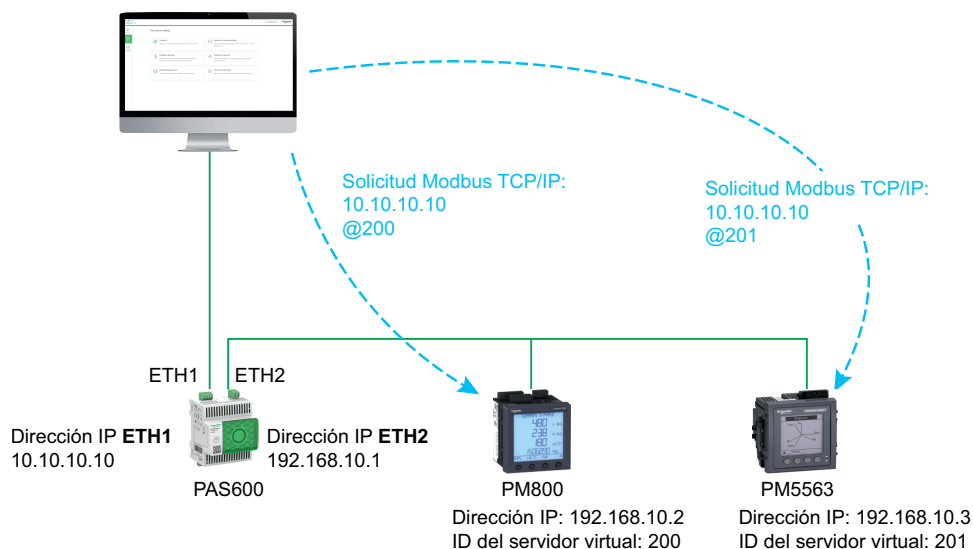 Solicitud Modbus TCP/IP:
10.10.10.10
@200
Solicitud Modbus TCP/IP:
10.10.10.10
@201
ETH1
ETH2
Dirección IP ETH1
10.10.10.10
Dirección IP ETH2
192.168.10.1
PAS600
480
238
180
PM800
Dirección IP: 192.168.10.2
ID del servidor virtual: 200
PM5563
Dirección IP: 192.168.10.3
ID del servidor virtual: 201